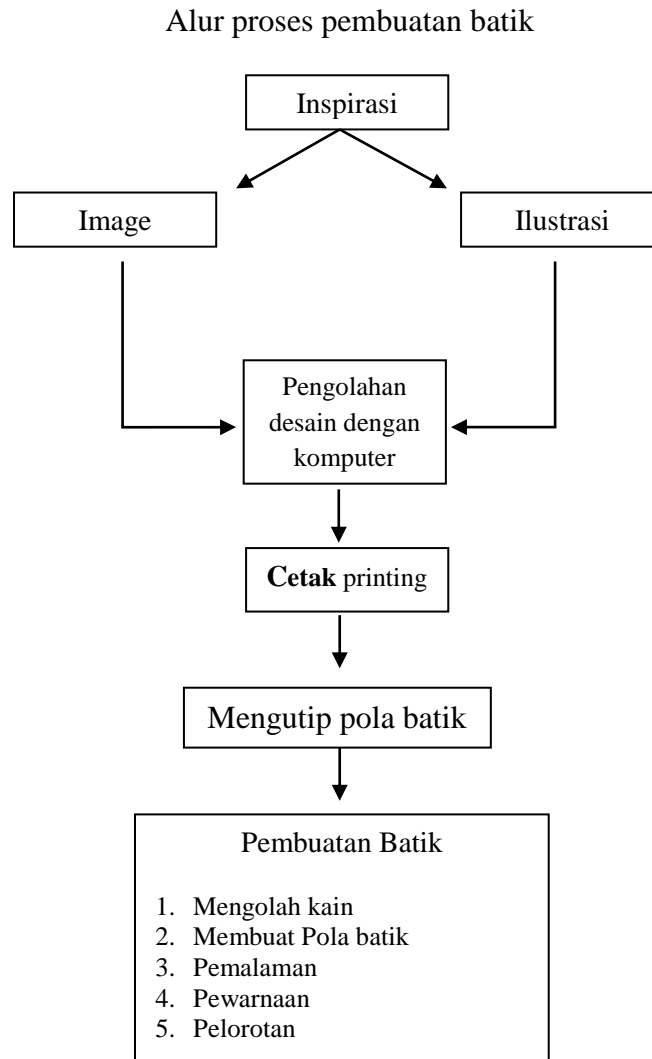 Alur proses pembuatan batik
Inspirasi
Image
Ilustrasi
Pengolahan
desain dengan
komputer
Cetak printing
Mengutip pola batik
Pembuatan Batik
1. Mengolah kain
2. Membuat Pola batik
3. Pemalaman
4. Pewarnaan
5. Pelorotan